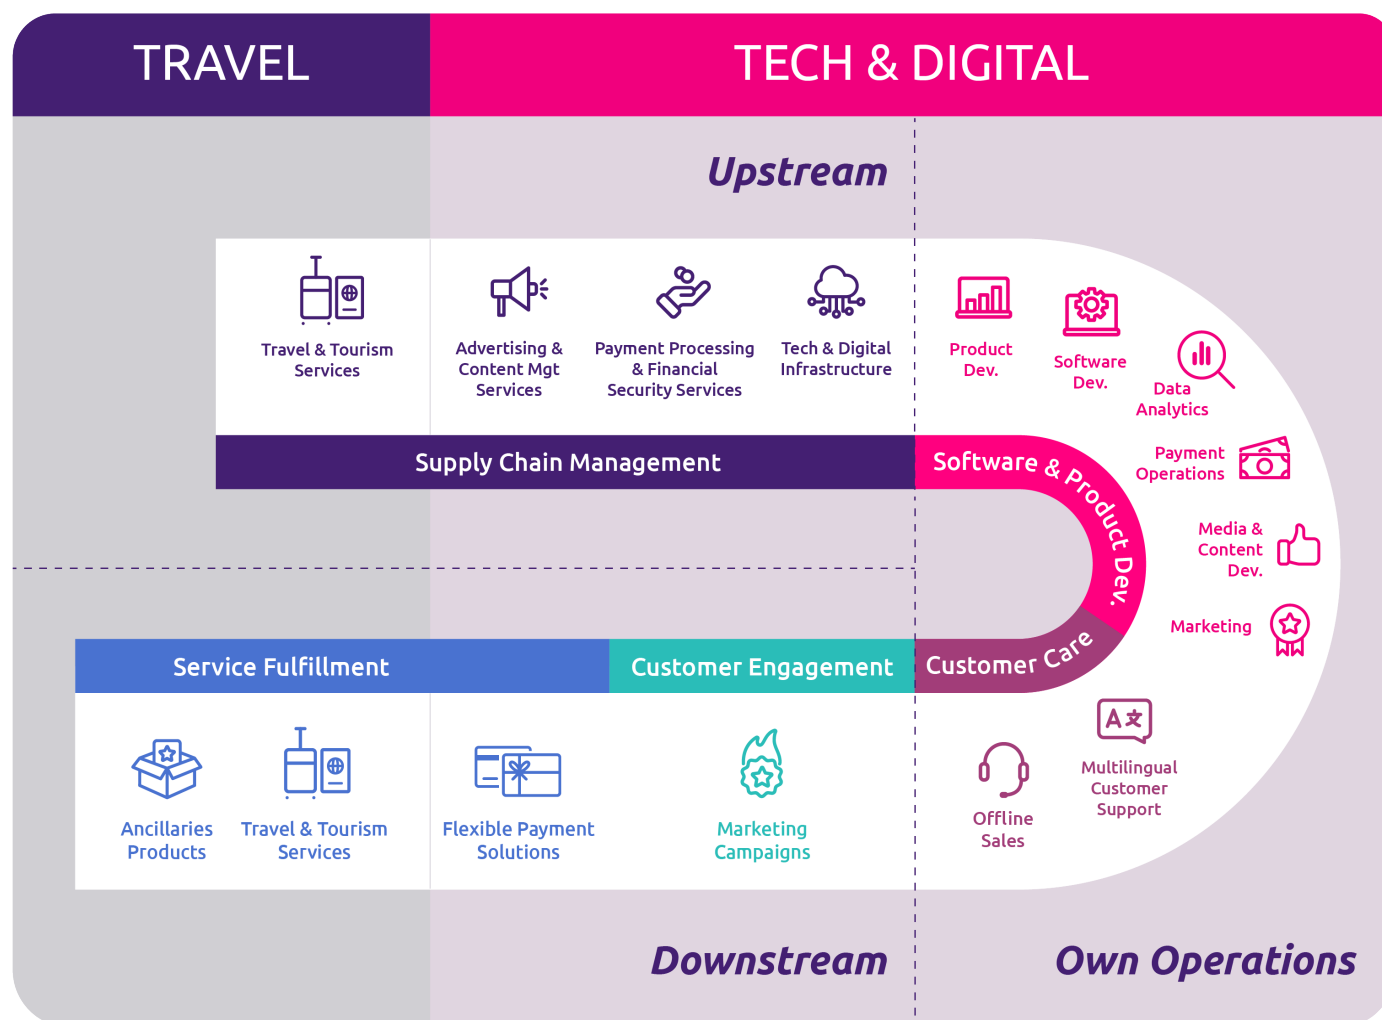 TRAVEL
TECH & DIGITAL
Upstream
Travel & Tourism
Services
Advertising &
Content Mgt
Services
Payment Processing
& Financial
Security Services
Tech & Digital
Infrastructure
Product
Dev.
Software
Dev.
Data
Analytics
Payment
Operations
Media &
Content
Dev.
Marketing
Supply Chain Management
Software & Product Dev.
Service Fulfillment
Customer Engagement
Customer Care
Ancillaries
Products
Travel & Tourism
Services
Flexible Payment
Solutions
Marketing
Campaigns
Offline
Sales
A文
Multilingual
Customer
Support
Downstream
Own Operations